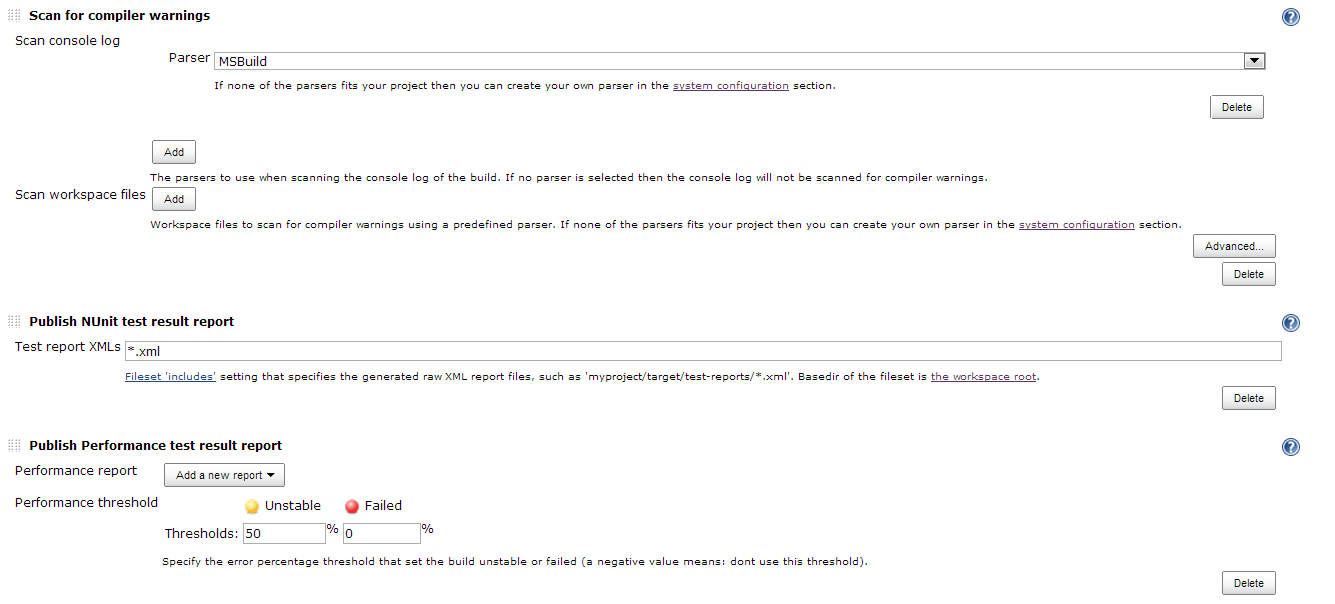 Scan for compiler warnings
Scan console log
Parser MSBuild
If none of the parsers fits your project then you can create your own parser in the system configuration section.
Delete
Add
The parsers to use when scanning the console log of the build. If no parser is selected then the console log will not be scanned for compiler warnings.
Scan workspace files Add
Workspace files to scan for compiler warnings using a predefined parser. If none of the parsers fits your project then you can create your own parser in the system configuration section.
Advanced...
Delete
Publish NUnit test result report
Test report XMLs *.xml
Fileset 'includes' setting that specifies the generated raw XML report files, such as 'myproject/target/test-reports/*.xml'. Basedir of the fileset is the workspace root.
Delete
Publish Performance test result report
Performance report Add a new report
Performance threshold Unstable Failed
Thresholds: 50 % 0 %
Specify the error percentage threshold that set the build unstable or failed (a negative value means: dont use this threshold).
Delete